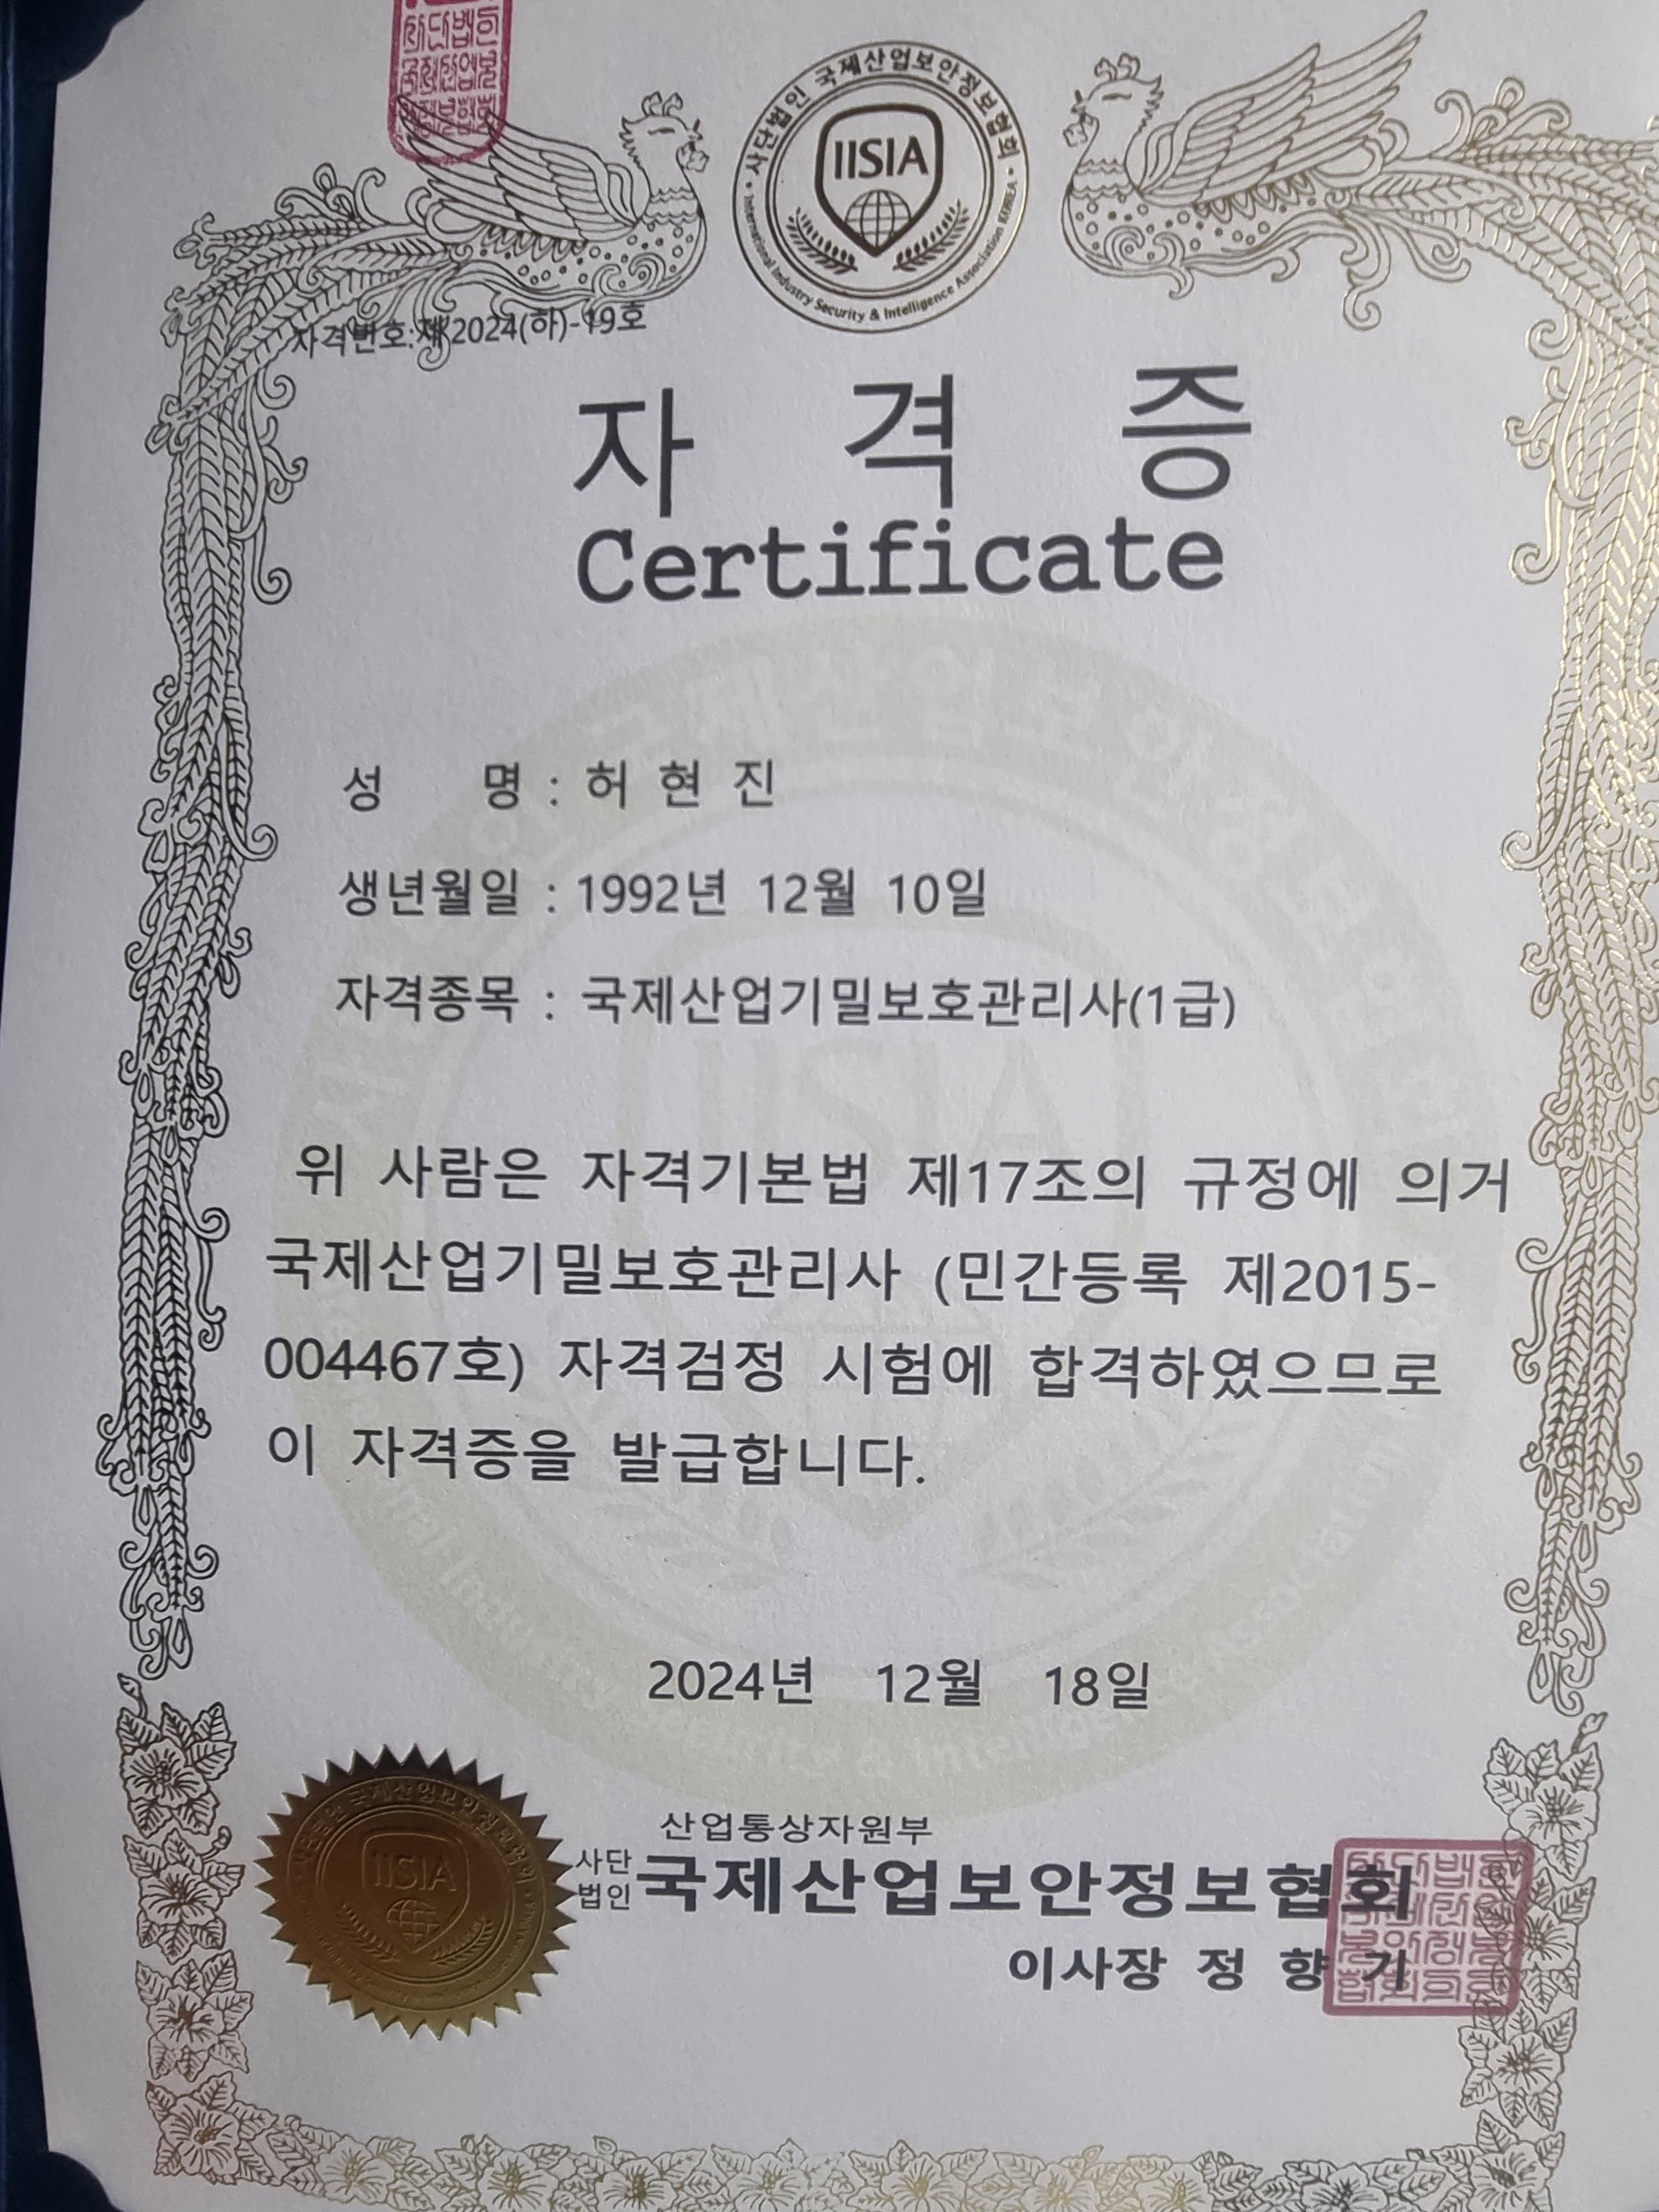 사단법인 국제산업보안정보협회
IISIA
International Industry Security & Intelligence Association KOREA
자격번호:제2024(하)-19호
자 격 증
Certificate
성 명 : 허 현 진
생년월일 : 1992년 12월 10일
자격종목 : 국제산업기밀보호관리사(1급)
위 사람은 자격기본법 제17조의 규정에 의거
국제산업기밀보호관리사 (민간등록 제2015-
004467호) 자격검정 시험에 합격하였으므로
이 자격증을 발급합니다.
2024년 12월 18일
산업통상자원부
사단법인 국제산업보안정보협회
이사장 정 향 기
IISIA